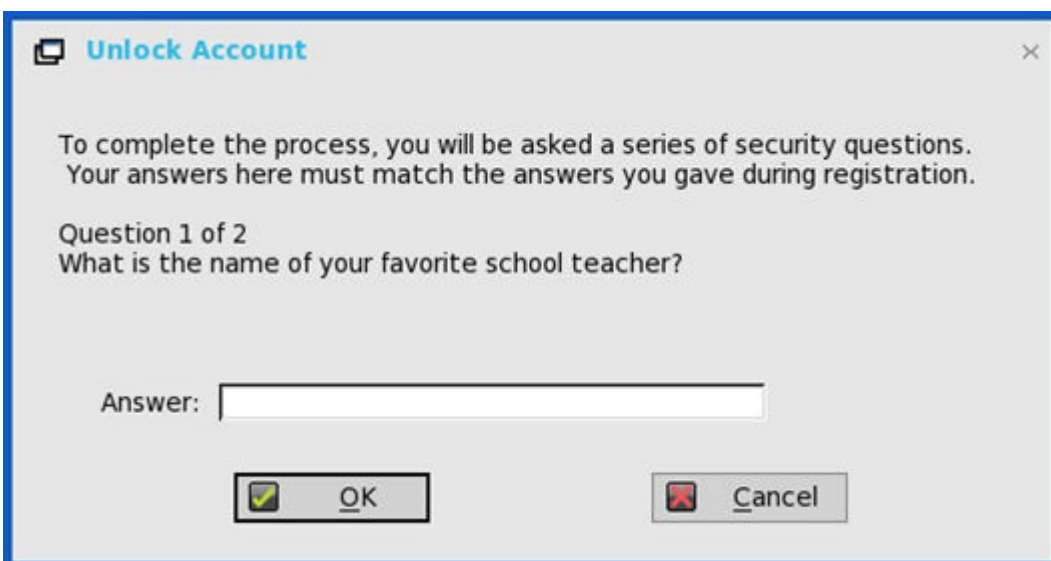 Unlock Account
To complete the process, you will be asked a series of security questions.
Your answers here must match the answers you gave during registration.
Question 1 of 2
What is the name of your favorite school teacher?
Answer:
OK
Cancel